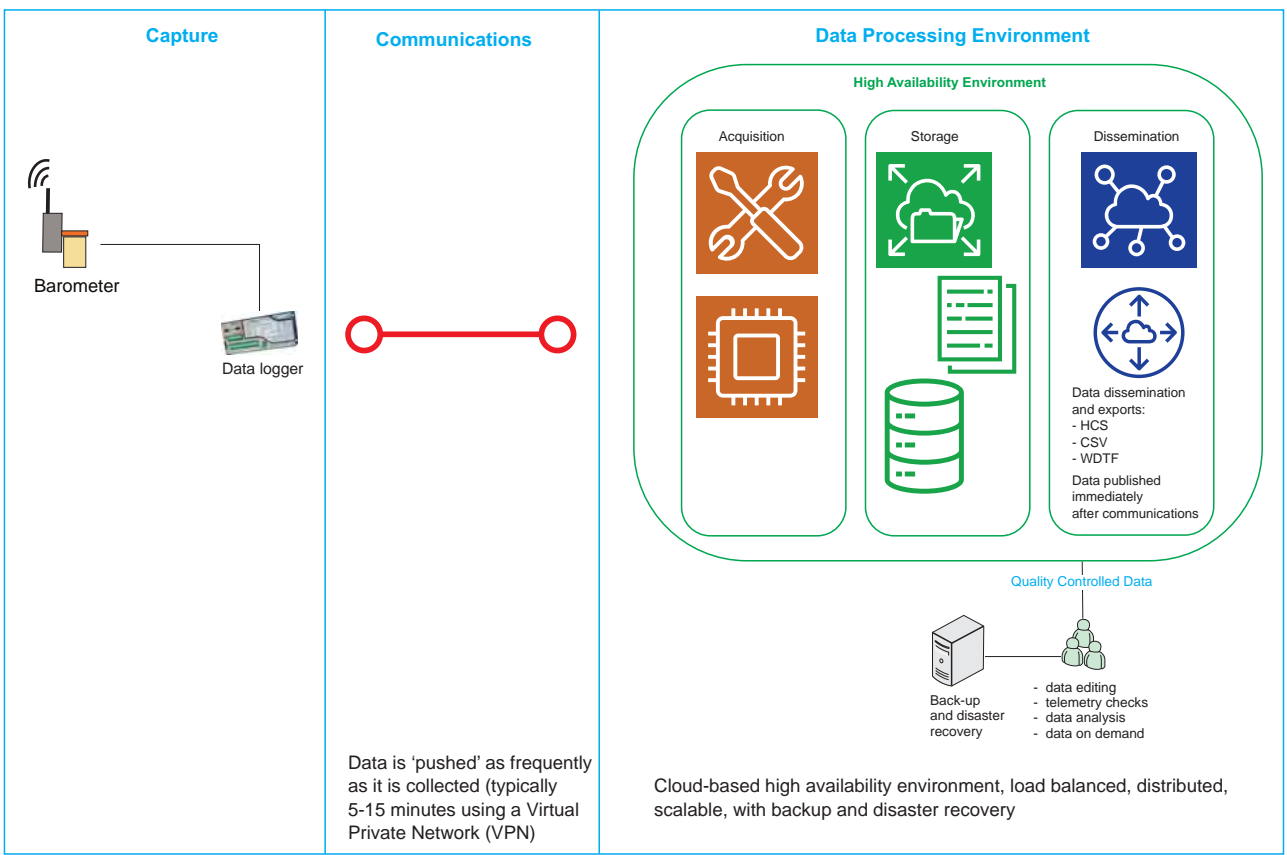 Capture
Barometer
Data logger
Communications
Data is ‘pushed’ as frequently
as it is collected (typically
5-15 minutes using a Virtual
Private Network (VPN)
Data Processing Environment
High Availability Environment
Acquisition
Storage
Dissemination
Data dissemination
and exports:
- HCS
- CSV
- WDTF
Data published
immediately
after communications
Quality Controlled Data
Back-up
and disaster
recovery
- data editing
- telemetry checks
- data analysis
- data on demand
Cloud-based high availability environment, load balanced, distributed,
scalable, with backup and disaster recovery